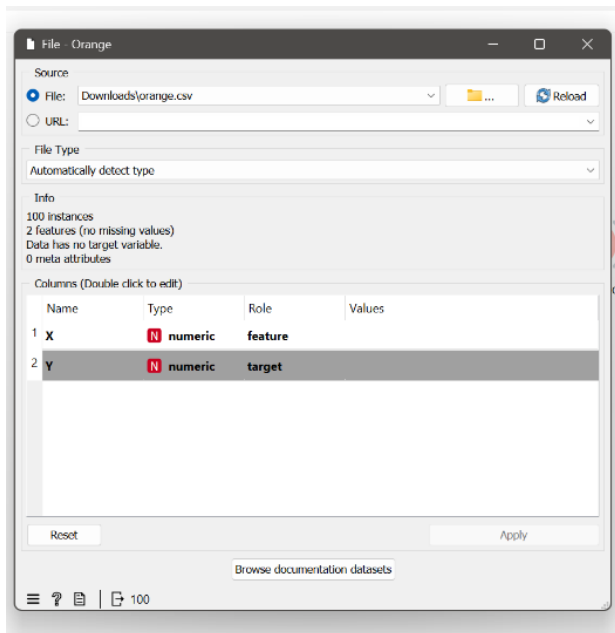 File - Orange
Source
File: Downloads\orange.csv ... Reload
URL:
File Type
Automatically detect type
Info
100 instances
2 features (no missing values)
Data has no target variable.
0 meta attributes
Columns (Double click to edit)
Name Type Role Values
1 X N numeric feature
2 Y N numeric target
Reset Apply
Browse documentation datasets
? 100